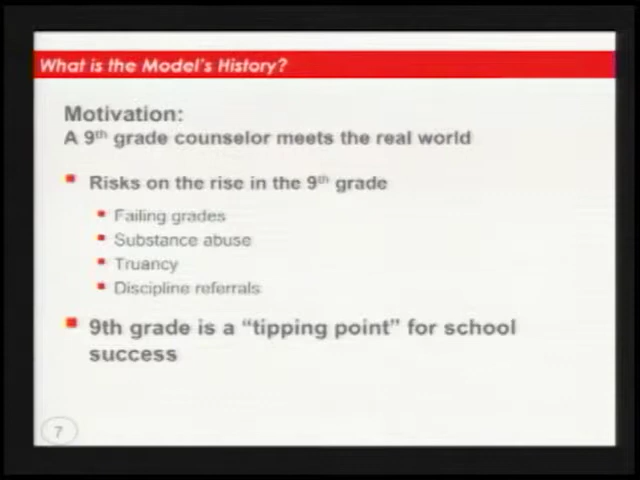 What is the Model's History?
Motivation:
A 9th grade counselor meets the real world
Risks on the rise in the 9th grade
Failing grades
Substance abuse
Truancy
Discipline referrals
9th grade is a “tipping point” for school
success
7